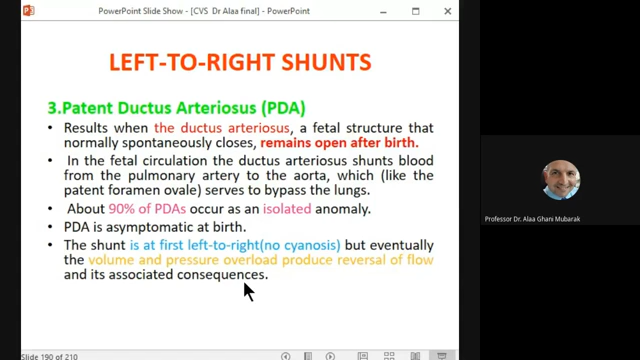 PowerPoint Slide Show - [CVS Dr Alaa final] - PowerPoint
LEFT-TO-RIGHT SHUNTS
3.Patent Ductus Arteriosus (PDA)
• Results when the ductus arteriosus, a fetal structure that
normally spontaneously closes, remains open after birth.
• In the fetal circulation the ductus arteriosus shunts blood
from the pulmonary artery to the aorta, which (like the
patent foramen ovale) serves to bypass the lungs.
• About 90% of PDAs occur as an isolated anomaly.
• PDA is asymptomatic at birth.
• The shunt is at first left-to-right(no cyanosis) but eventually
the volume and pressure overload produce reversal of flow
and its associated consequences.
Professor Dr. Alaa Ghani Mubarak
Slide 190 of 210